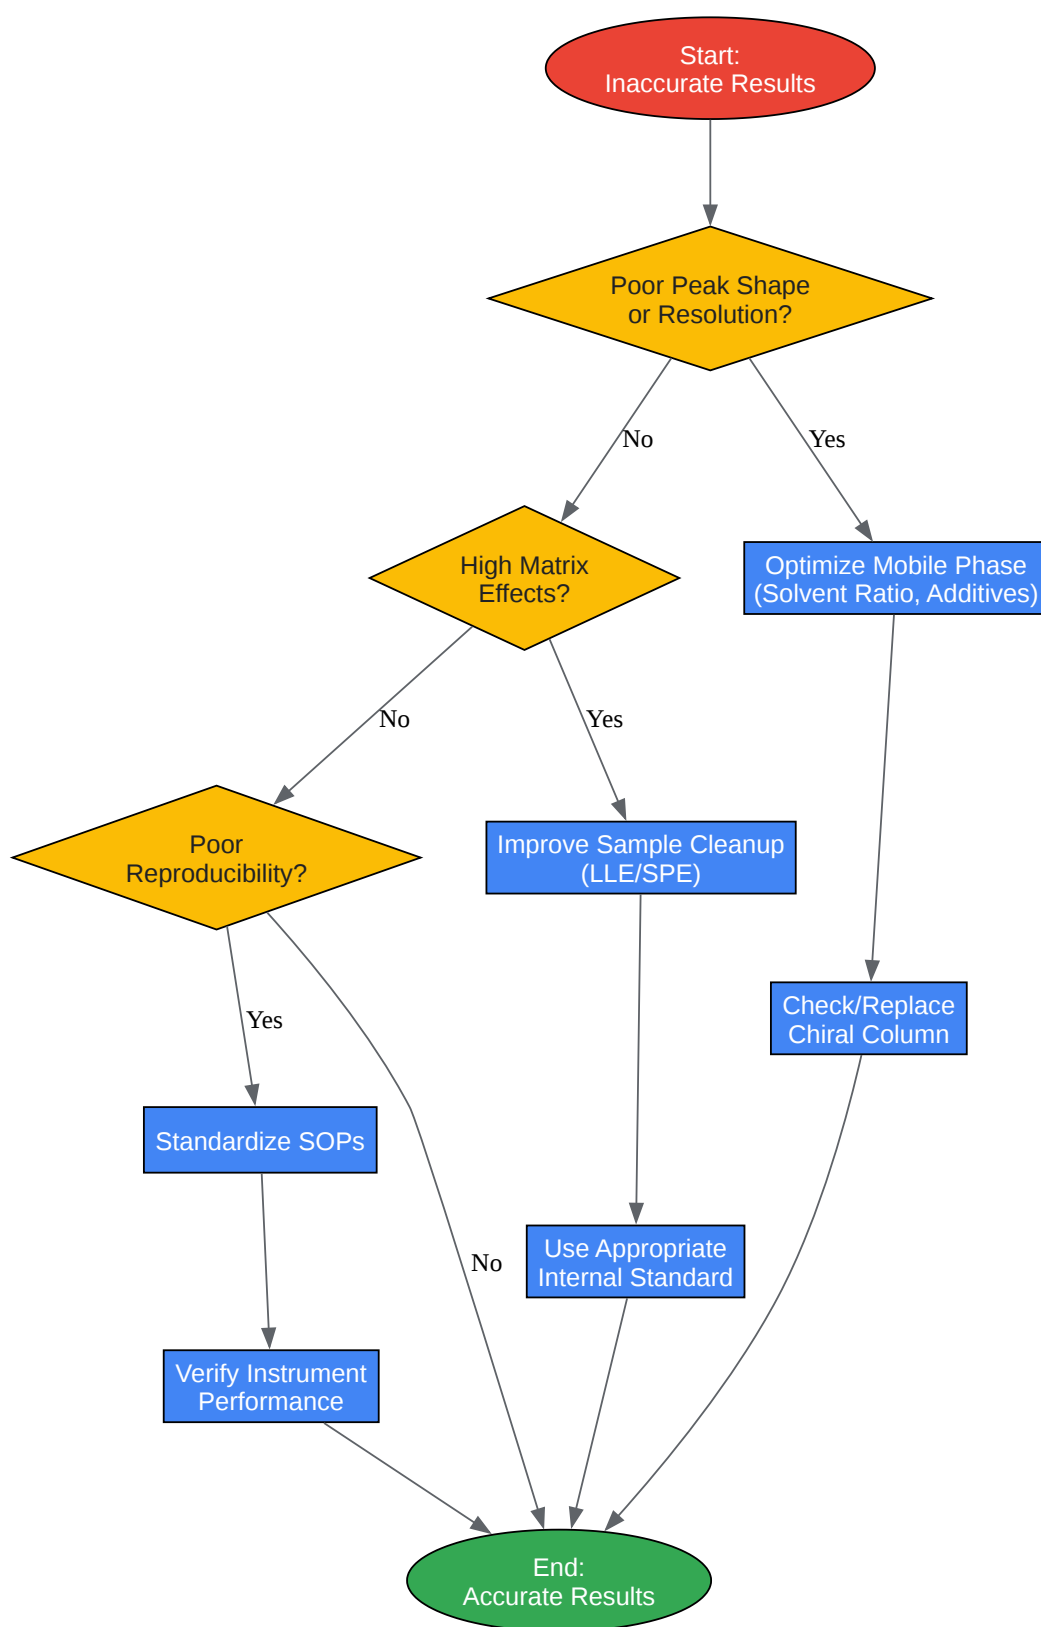 Start:
Inaccurate Results
Poor Peak Shape
or Resolution?
No
Yes
High Matrix
Effects?
Optimize Mobile Phase
(Solvent Ratio, Additives)
No
Yes
Poor
Reproducibility?
Improve Sample Cleanup
(LLE/SPE)
Check/Replace
Chiral Column
Yes
Standardize SOPs
No
Use Appropriate
Internal Standard
Verify Instrument
Performance
End:
Accurate Results